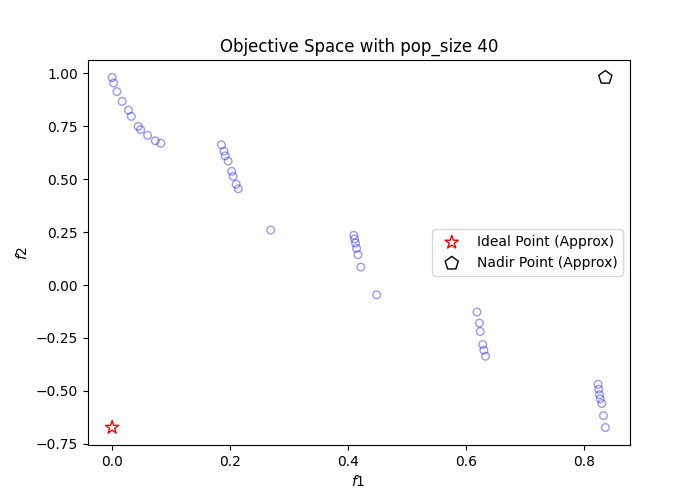 Objective Space with pop_size 40
1.00
0.75
0.50
0.25
0.00
−0.25
−0.50
−0.75
f2
Ideal Point (Approx)
Nadir Point (Approx)
0.0 0.2 0.4 0.6 0.8
f1